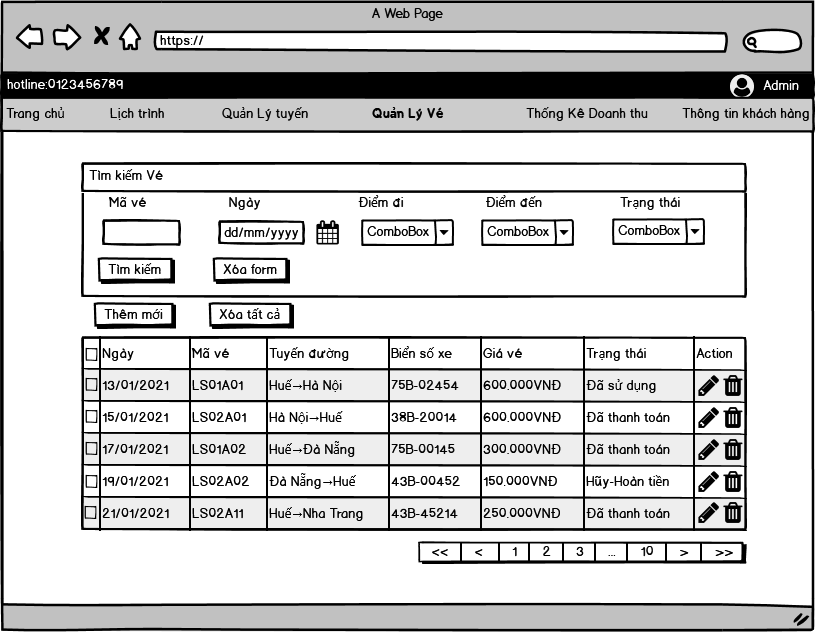 A Web Page
https://
hotline:0123456789 Admin
Trang chủ Lịch trình Quản Lý tuyến Quản Lý Vé Thống Kê Doanh thu Thông tin khách hàng
Tìm kiếm Vé
Mã vé Ngày Điểm đi Điểm đến Trạng thái
dd/mm/yyyy ComboBox ComboBox ComboBox
Tìm kiếm Xóa form
Thêm mới Xóa tất cả
Ngày Mã vé Tuyến đường Biển số xe Giá vé Trạng thái Action
13/01/2021 LS01A01 Huế→Hà Nội 75B-02454 600.000VNĐ Đã sử dụng
15/01/2021 LS02A01 Hà Nội→Huế 38B-20014 600.000VNĐ Đã thanh toán
17/01/2021 LS01A02 Huế→Đà Nẵng 75B-00145 300.000VNĐ Đã thanh toán
19/01/2021 LS02A02 Đà Nẵng→Huế 43B-00452 150.000VNĐ Hũy-Hoàn tiền
21/01/2021 LS02A11 Huế→Nha Trang 43B-45214 250.000VNĐ Đã thanh toán
<< < 1 2 3 ... 10 > >>